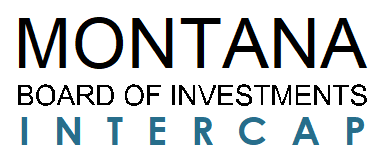 MONTANA
BOARD OF INVESTMENTS
INTERCAP